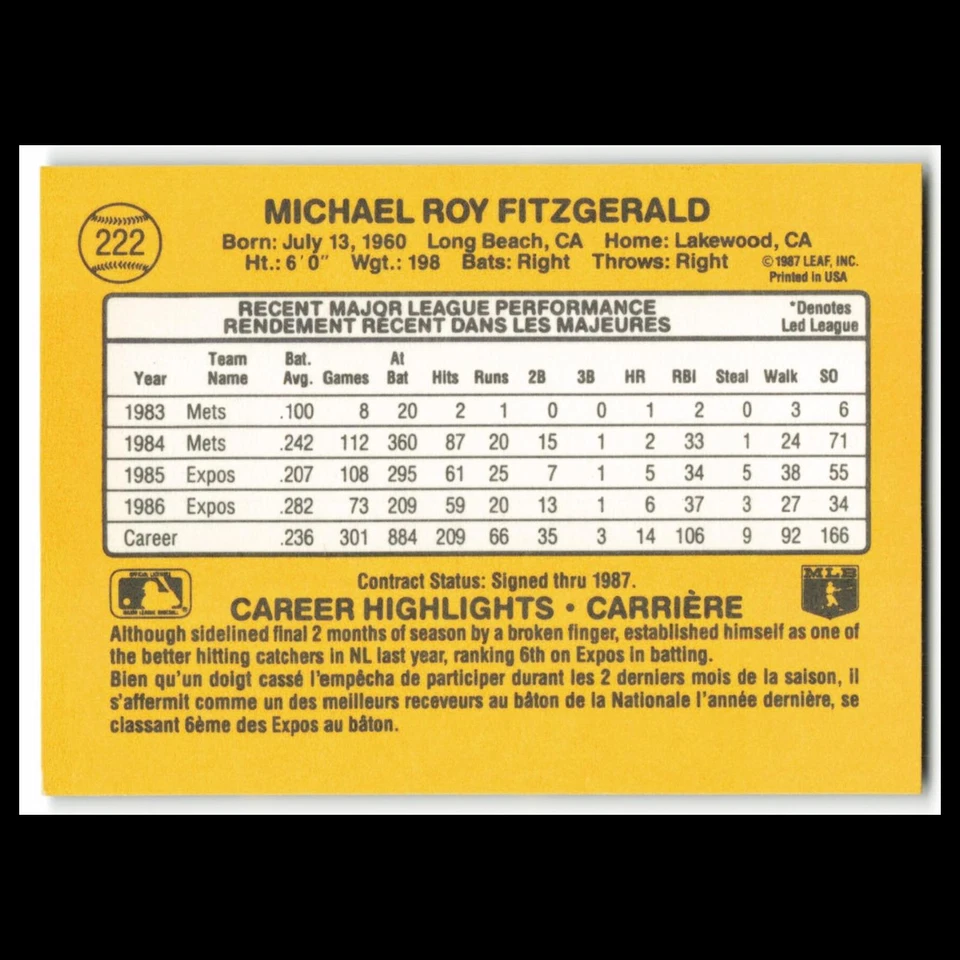 222
MICHAEL ROY FITZGERALD
Born: July 13, 1960 Long Beach, CA Home: Lakewood, CA
Ht.: 6'0" Wgt.: 198 Bats: Right Throws: Right
©1987 LEAF, INC.
Printed in USA
RECENT MAJOR LEAGUE PERFORMANCE
RENDEMENT RÉCENT DANS LES MAJEURES
*Denotes
Led League
Year Team Name Bat. Avg. Games At Bat Hits Runs 2B 3B HR RBI Steal Walk SO
1983 Mets .100 8 20 2 1 0 0 1 2 0 3 6
1984 Mets .242 112 360 87 20 15 1 2 33 1 24 71
1985 Expos .207 108 295 61 25 7 1 5 34 5 38 55
1986 Expos .282 73 209 59 20 13 1 6 37 3 27 34
Career .236 301 884 209 66 35 3 14 106 9 92 166
Contract Status: Signed thru 1987.
MLB
CAREER HIGHLIGHTS • CARRIÈRE
Although sidelined final 2 months of season by a broken finger, established himself as one of
the better hitting catchers in NL last year, ranking 6th on Expos in batting.
Bien qu'un doigt cassé l'empêcha de participer durant les 2 derniers mois de la saison, il
s'affermit comme un des meilleurs receveurs au bâton de la Nationale l'année dernière, se
classant 6ème des Expos au bâton.